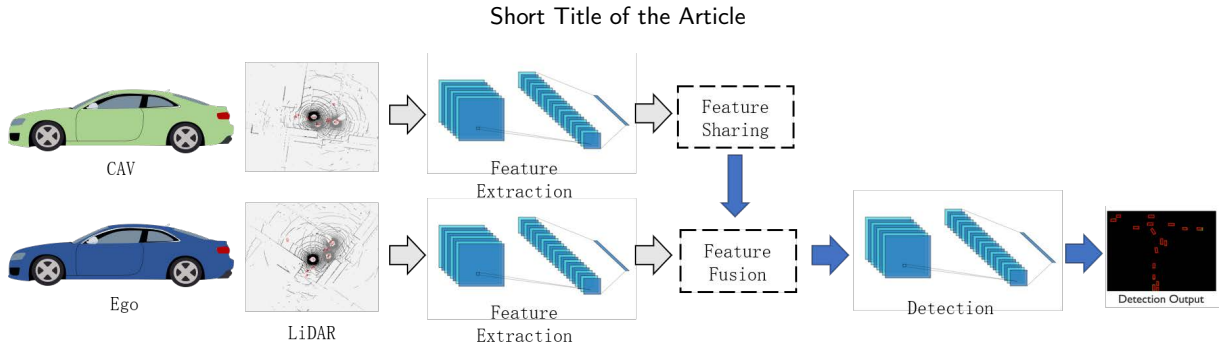 Short Title of the Article
CAV
Feature
Extraction
Feature
Sharing
Ego
LiDAR
Feature
Extraction
Feature
Fusion
Detection
Detection Output